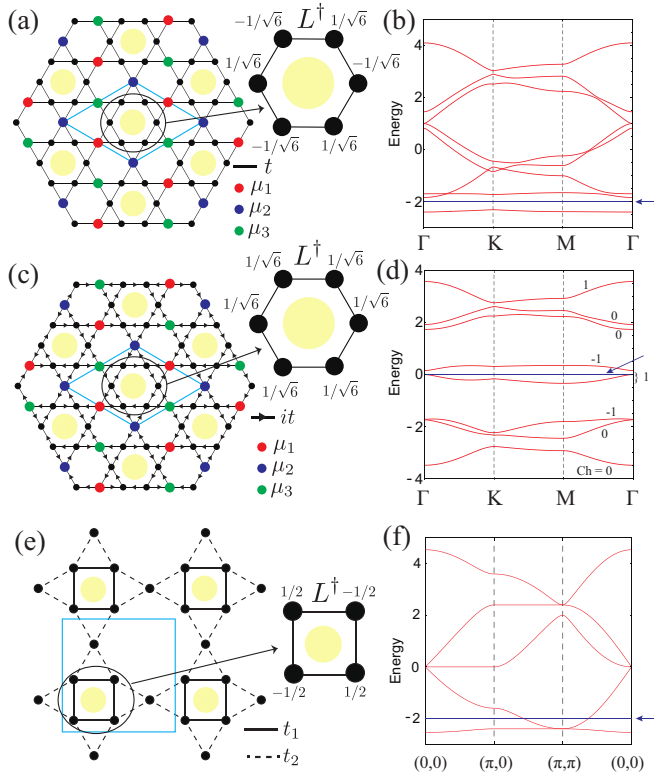 (a)
L†
-1/√6
1/√6
1/√6
-1/√6
-1/√6
1/√6
t
μ1
μ2
μ3
(b)
Energy
4
2
0
-2
Γ
K
M
Γ
(c)
L†
1/√6
1/√6
1/√6
1/√6
1/√6
1/√6
it
μ1
μ2
μ3
(d)
Energy
4
2
0
-2
-4
1
0
0
-1
1
-1
0
Ch = 0
Γ
K
M
Γ
(e)
1/2 L† -1/2
-1/2
1/2
t1
t2
(f)
Energy
4
2
0
-2
(0,0)
(π,0)
(π,π)
(0,0)